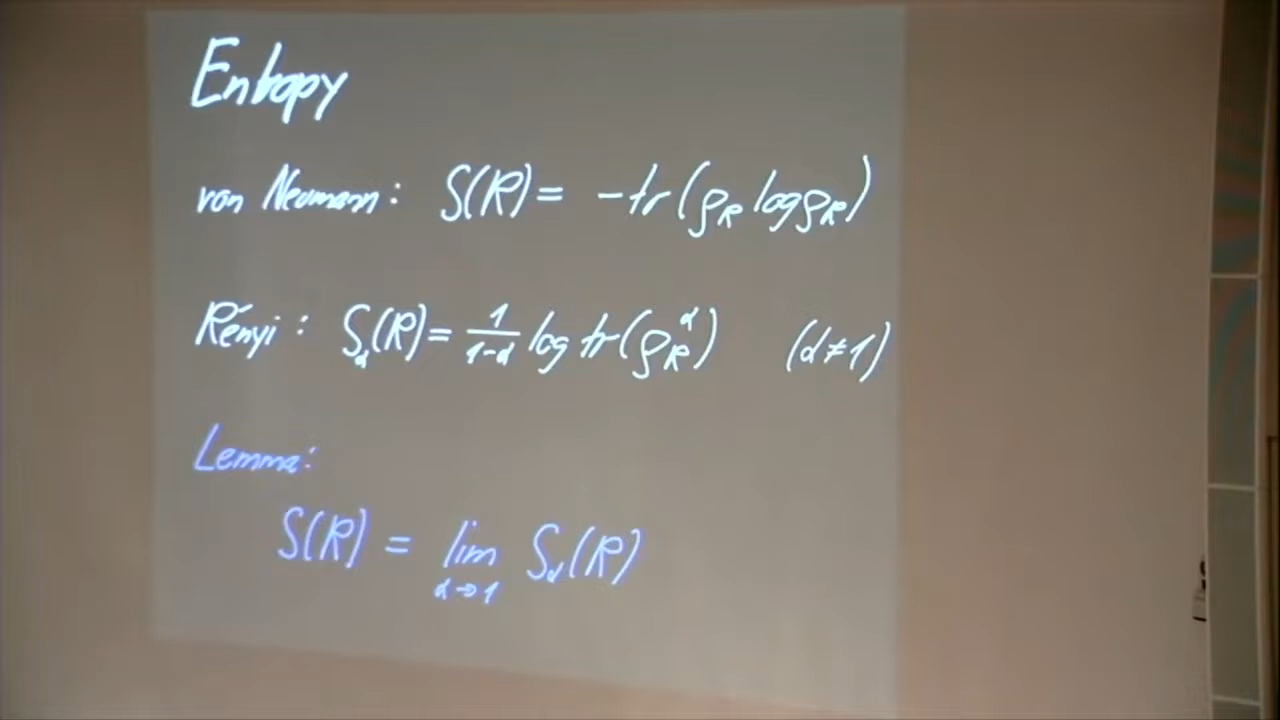 Entropy
von Neumann: S(R) = -tr(ρ_R log ρ_R)
Rényi: S_α(R) = 1/(1-α) log tr(ρ_R^α) (α ≠ 1)
Lemma:
S(R) = lim_{α→1} S_α(R)